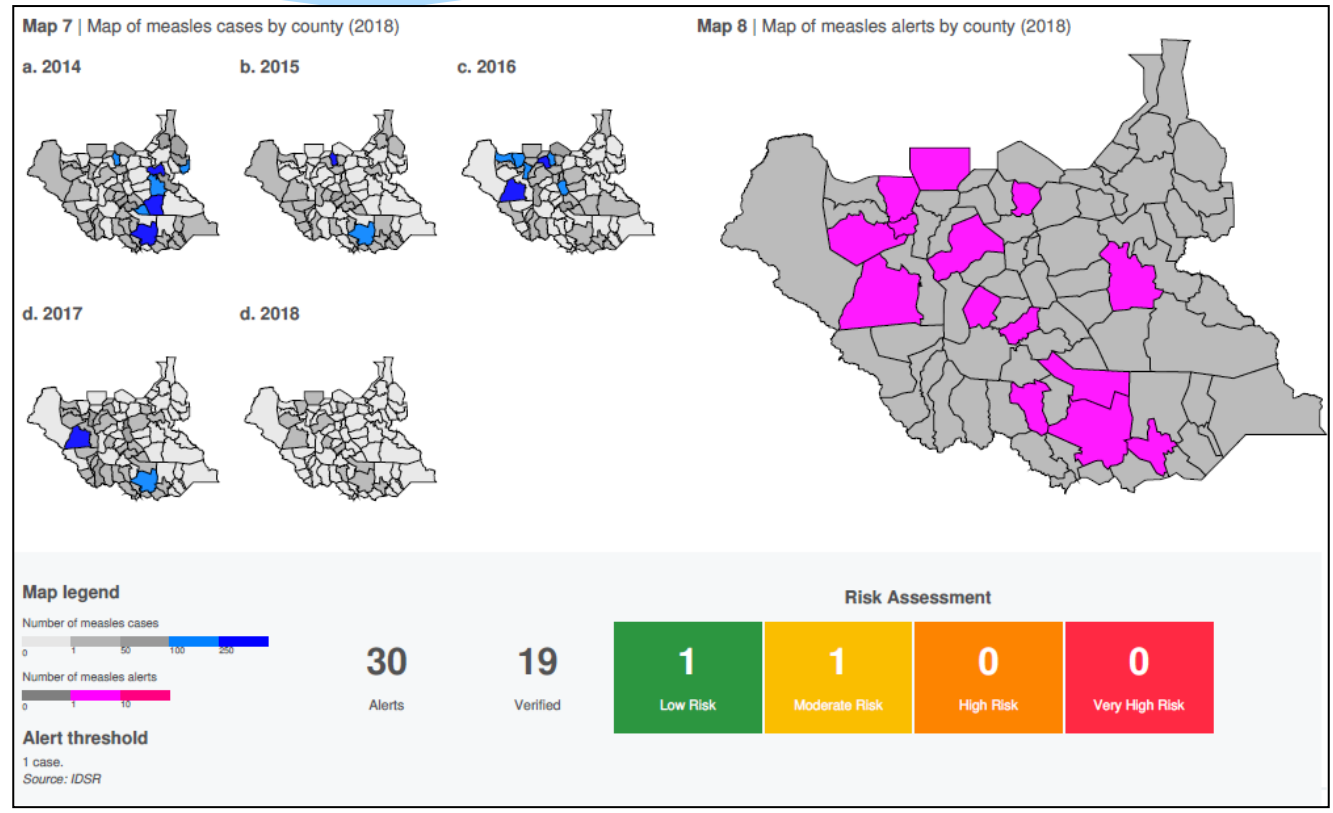 Map 7 | Map of measles cases by county (2018)
Map 8 | Map of measles alerts by county (2018)
a. 2014
b. 2015
c. 2016
d. 2017
d. 2018
Map legend
Number of measles cases
0 1 50 100 250
Number of measles alerts
0 1 10
Alert threshold
1 case.
Source: IDSR
30
Alerts
19
Verified
Risk Assessment
1
Low Risk
1
Moderate Risk
0
High Risk
0
Very High Risk